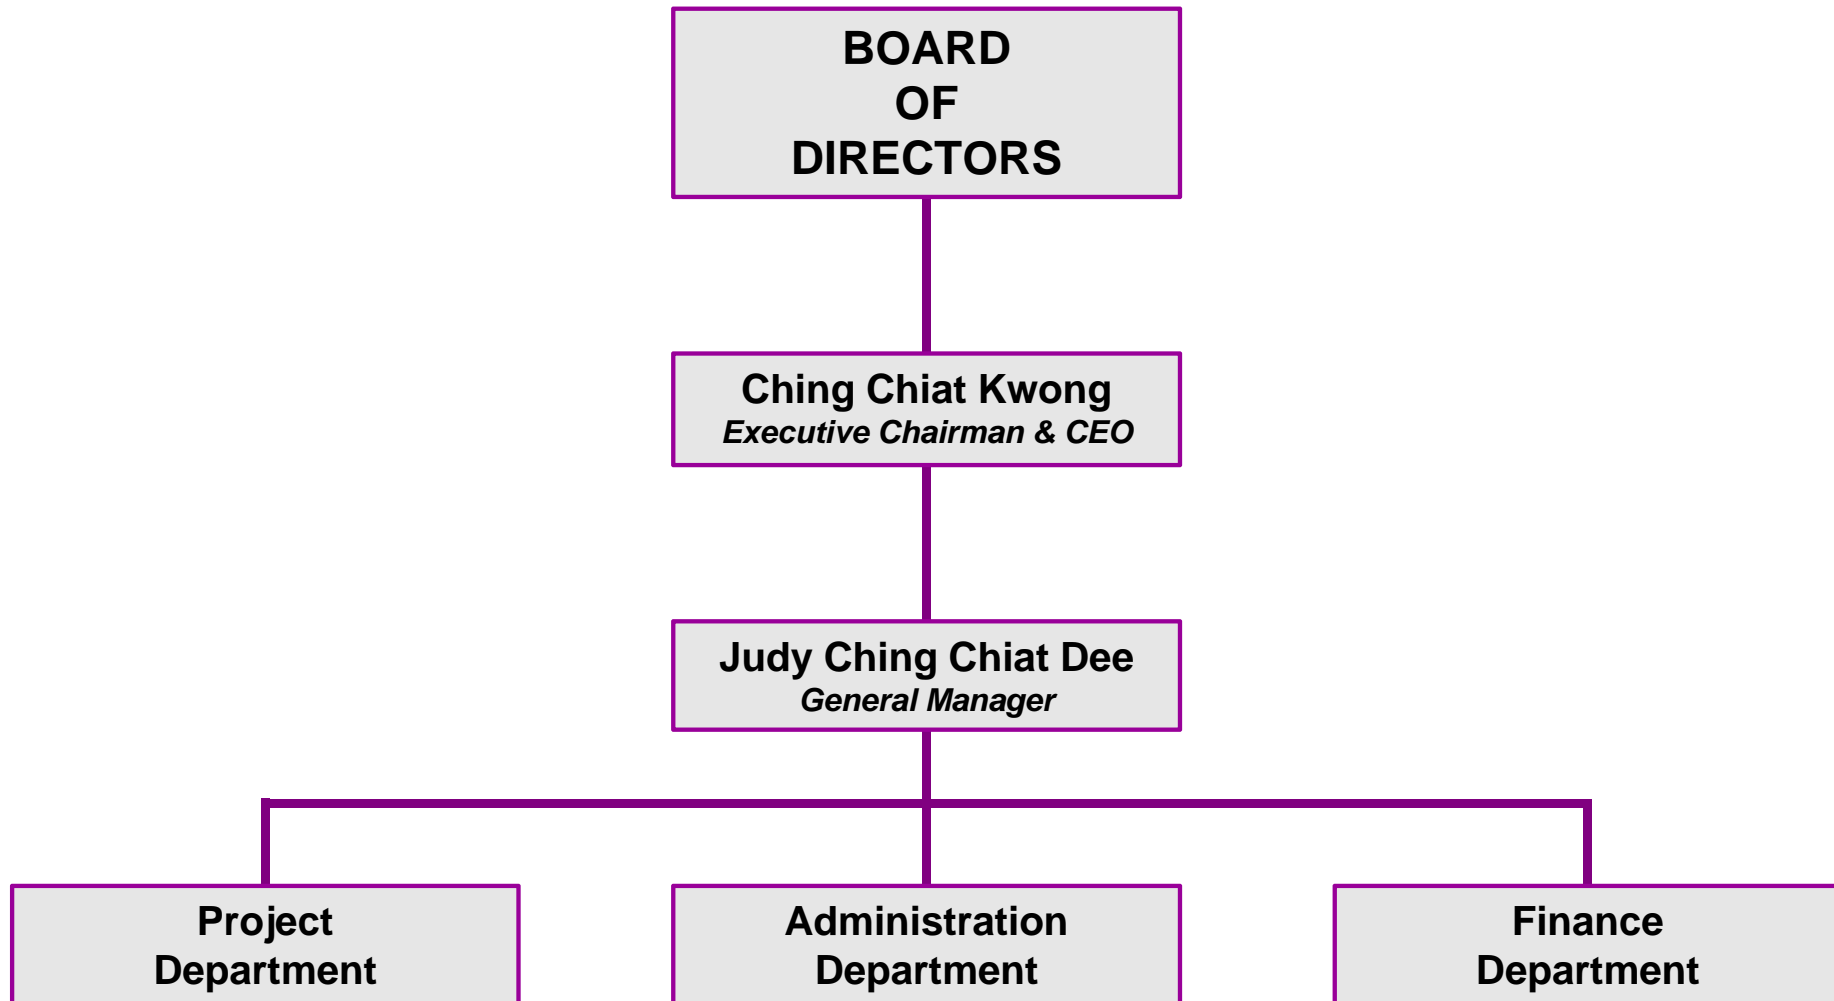 BOARD
OF
DIRECTORS
Ching Chiat Kwong
Executive Chairman & CEO
Judy Ching Chiat Dee
General Manager
Project
Department
Administration
Department
Finance
Department